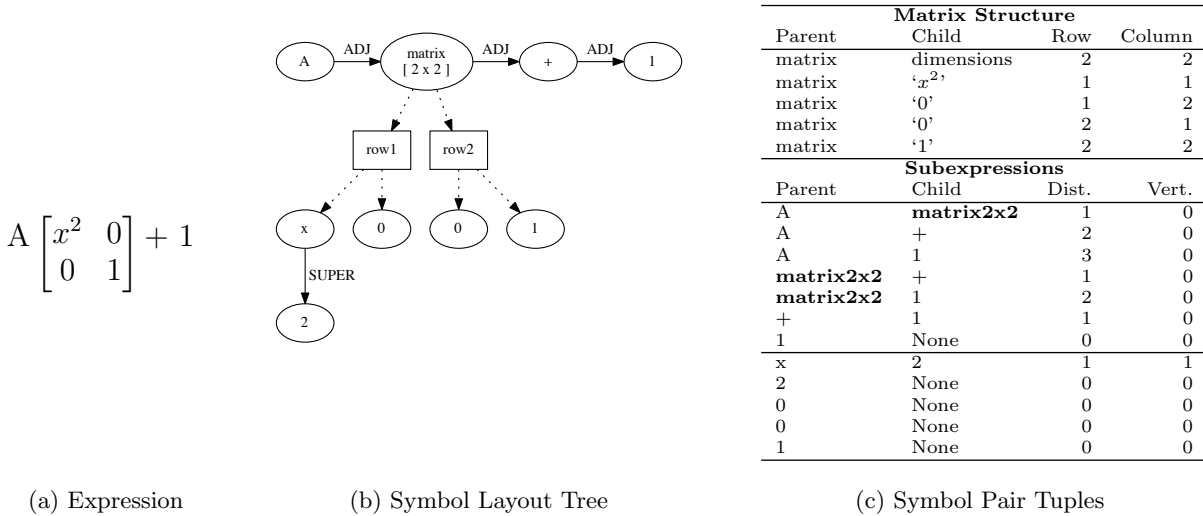 A [x² 0
0 1] + 1
(a) Expression
A ADJ matrix [ 2 x 2 ] ADJ + ADJ 1
row1 row2
x 0 0 1
SUPER
2
(b) Symbol Layout Tree
Matrix Structure
Parent Child Row Column
matrix dimensions 2 2
matrix ‘x²’ 1 1
matrix ‘0’ 1 2
matrix ‘0’ 2 1
matrix ‘1’ 2 2
Subexpressions
Parent Child Dist. Vert.
A matrix2x2 1 0
A + 2 0
A 1 3 0
matrix2x2 + 1 0
matrix2x2 1 2 0
+ 1 1 0
1 None 0 0
x 2 1 1
2 None 0 0
0 None 0 0
0 None 0 0
1 None 0 0
(c) Symbol Pair Tuples